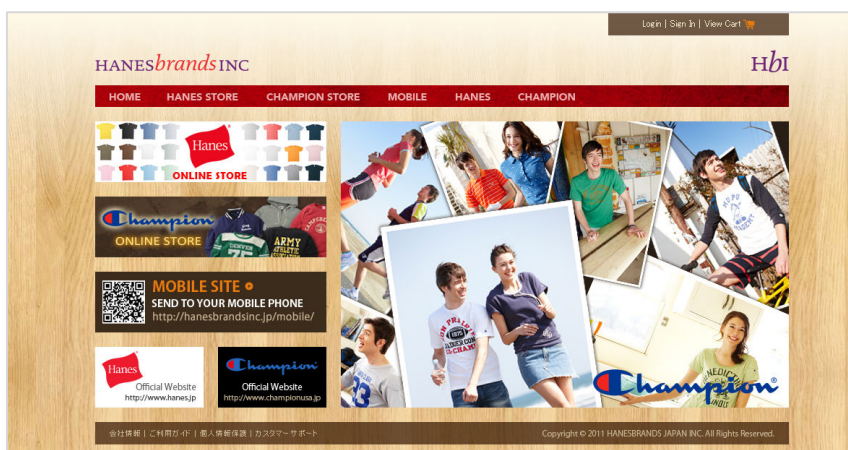 Login | Sign In | View Cart
HANESbrands INC
HbI
HOME HANES STORE CHAMPION STORE MOBILE HANES CHAMPION
Hanes
ONLINE STORE
Champion
ONLINE STORE
DENVER
ARMY
ATHLETIC
ASSOCIATION
MOBILE SITE
SEND TO YOUR MOBILE PHONE
http://hanesbrandsinc.jp/mobile/
Hanes
Official Website
http://www.hanes.jp
Champion
Official Website
http://www.championusa.jp
Champion
会社情報 | ご利用ガイド | 個人情報保護 | カスタマーサポート
Copyright © 2011 HANESBRANDS JAPAN INC. All Rights Reserved.